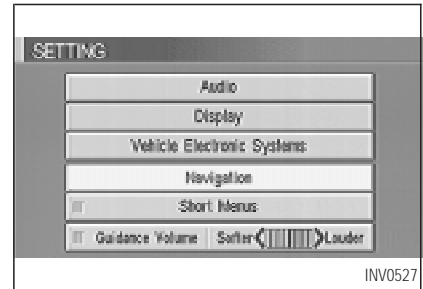 SETTING
Audio
Display
Vehicle Electronic Systems
Navigation
Short Menus
Guidance Volume Softer Louder
INV0527